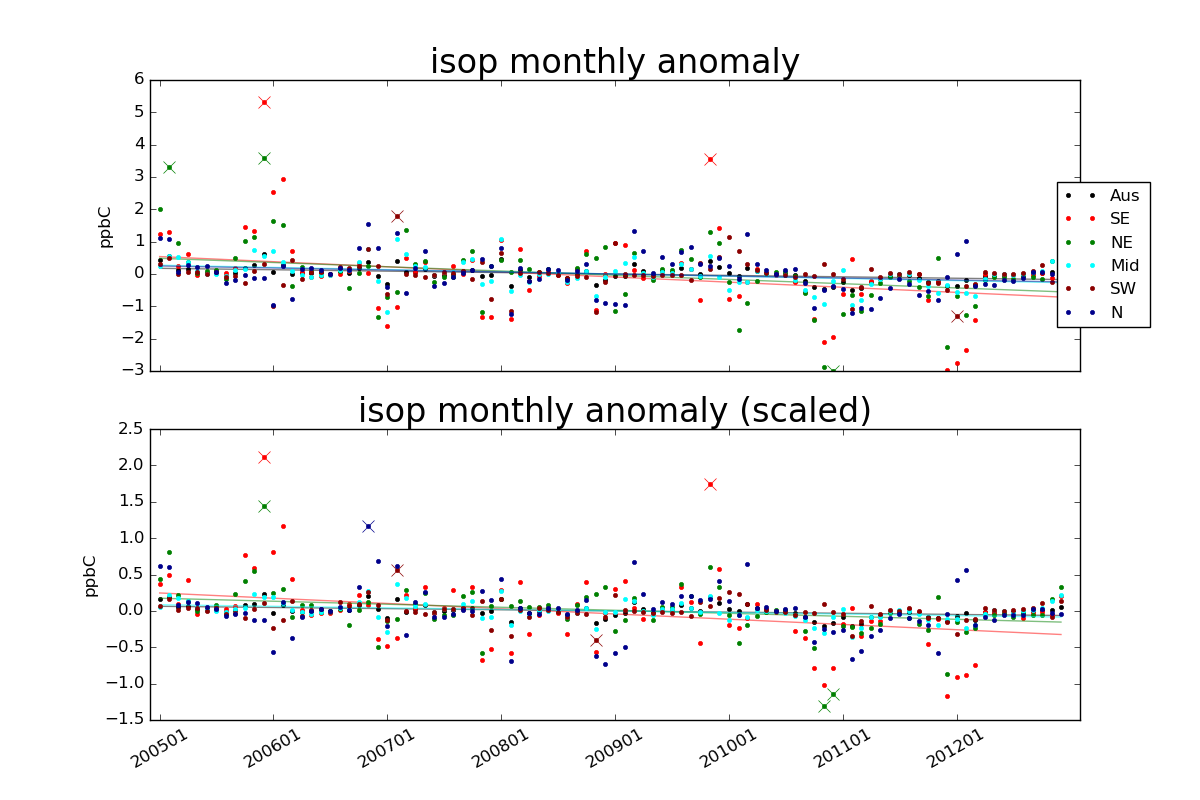 isop monthly anomaly
6
5
4
3
2
1
0
−1
−2
−3
ppbC
Aus
SE
NE
Mid
SW
N
isop monthly anomaly (scaled)
2.5
2.0
1.5
1.0
0.5
0.0
−0.5
−1.0
−1.5
ppbC
200501 200601 200701 200801 200901 201001 201101 201201